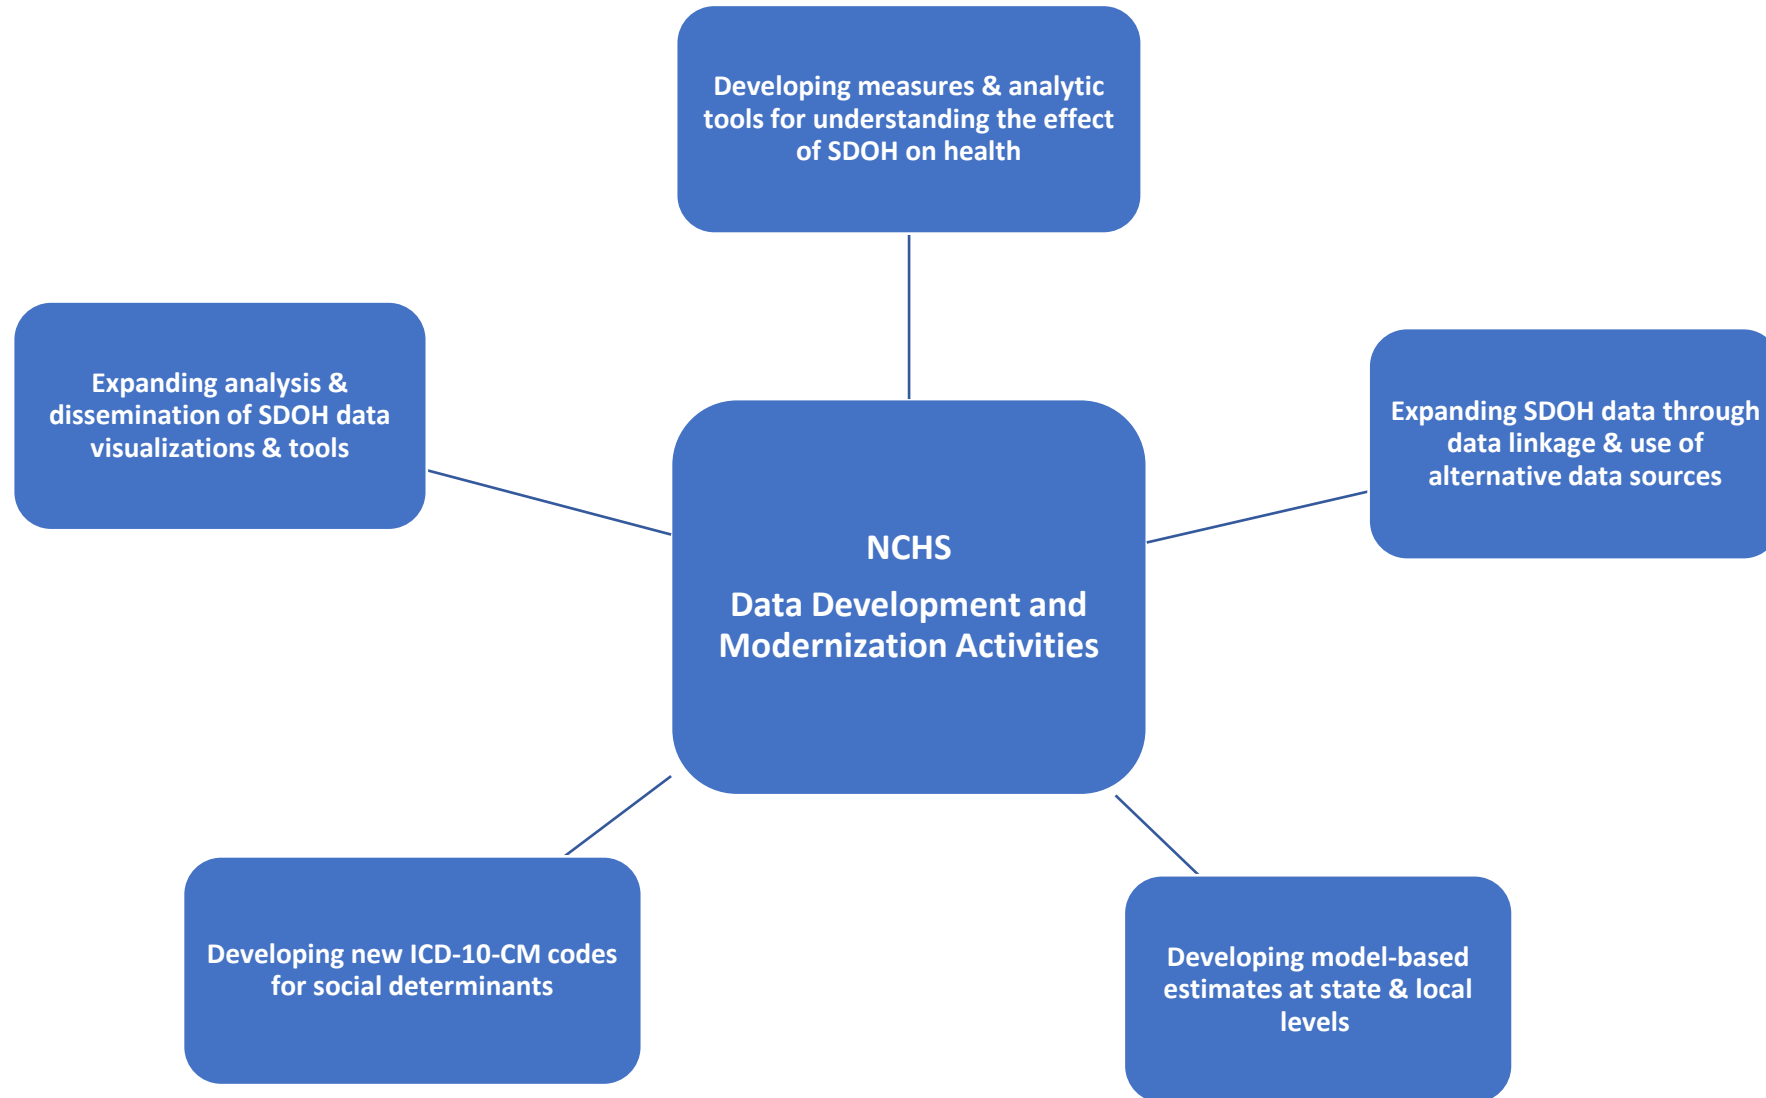 Developing measures & analytic
tools for understanding the effect
of SDOH on health
Expanding analysis &
dissemination of SDOH data
visualizations & tools
Expanding SDOH data through
data linkage & use of
alternative data sources
NCHS
Data Development and
Modernization Activities
Developing new ICD-10-CM codes
for social determinants
Developing model-based
estimates at state & local
levels